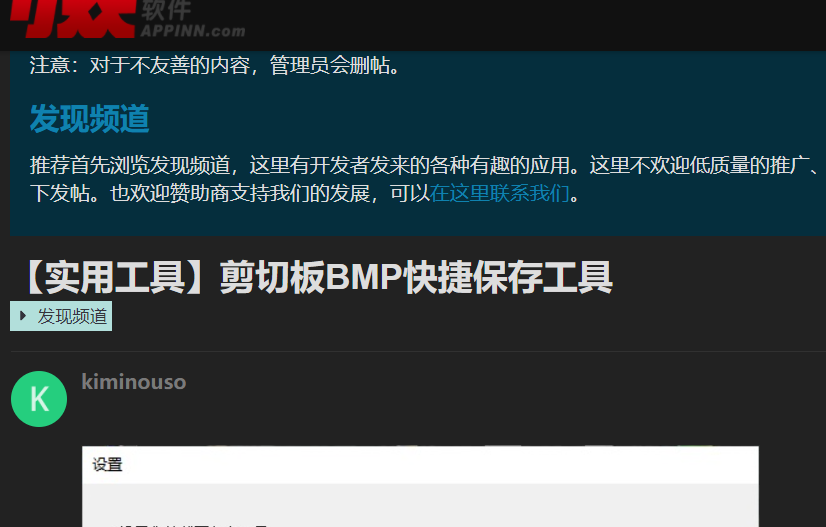 软件
APPINN.com
注意：对于不友善的内容，管理员会删帖。
发现频道
推荐首先浏览发现频道，这里有开发者发来的各种有趣的应用。这里不欢迎低质量的推广、
下发帖。也欢迎赞助商支持我们的发展，可以在这里联系我们。
【实用工具】剪切板BMP快捷保存工具
发现频道
K
kiminouso
设置